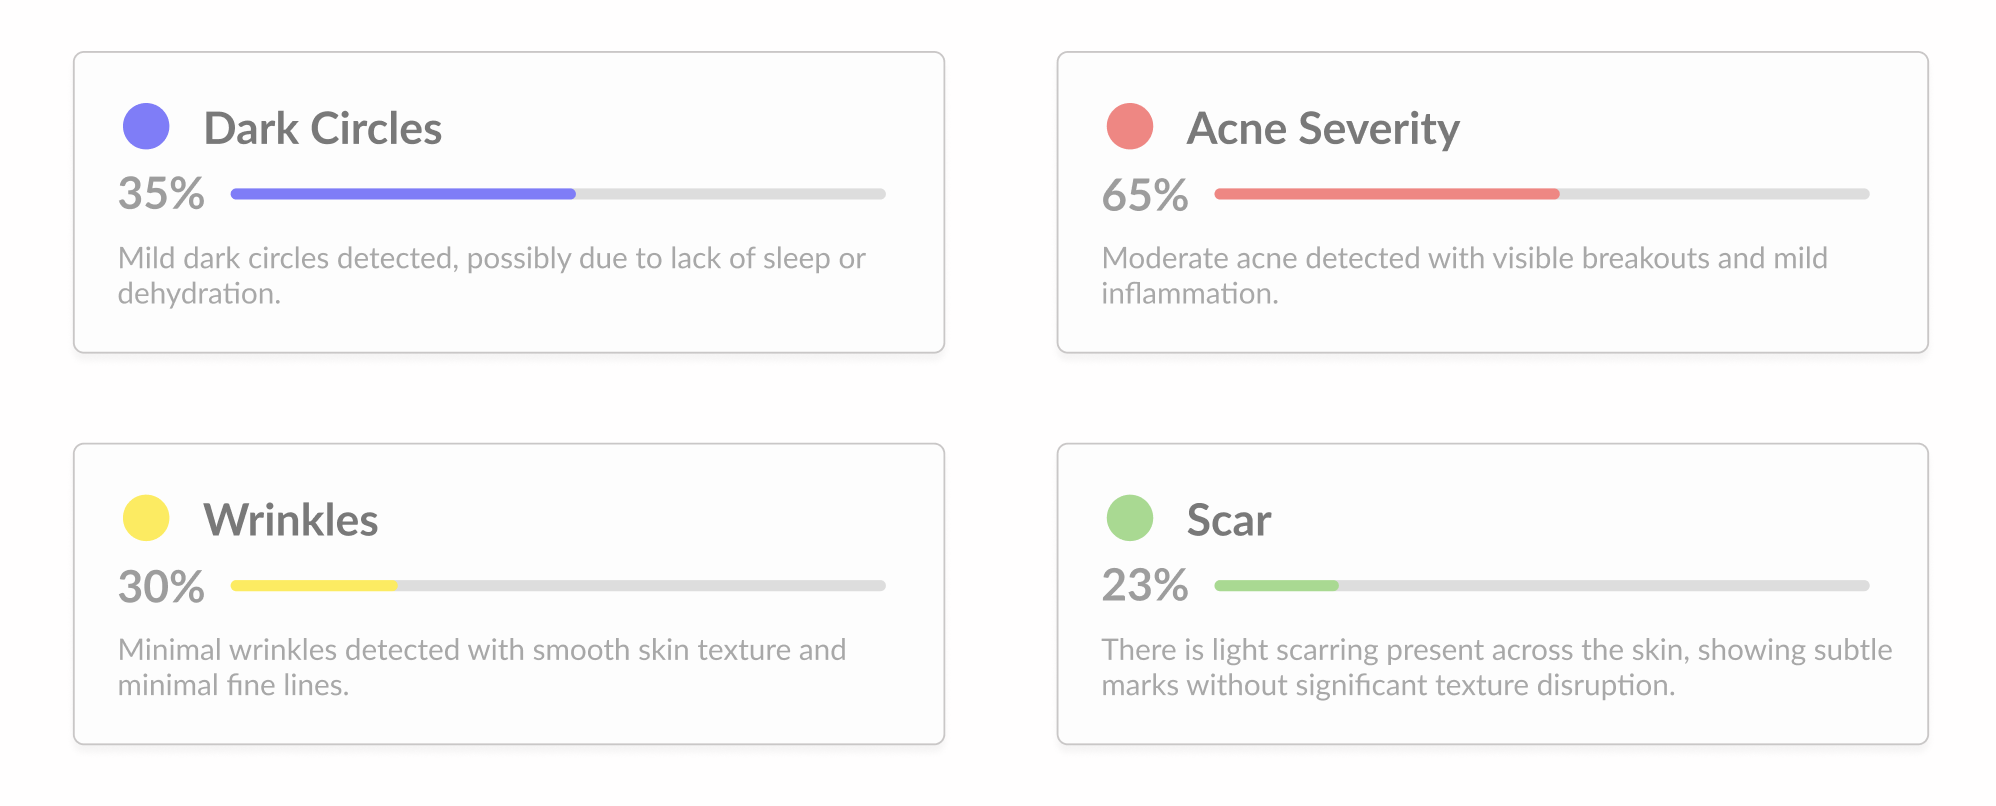 Dark Circles
35%
Mild dark circles detected, possibly due to lack of sleep or
dehydration.
Acne Severity
65%
Moderate acne detected with visible breakouts and mild
inflammation.
Wrinkles
30%
Minimal wrinkles detected with smooth skin texture and
minimal fine lines.
Scar
23%
There is light scarring present across the skin, showing subtle
marks without significant texture disruption.